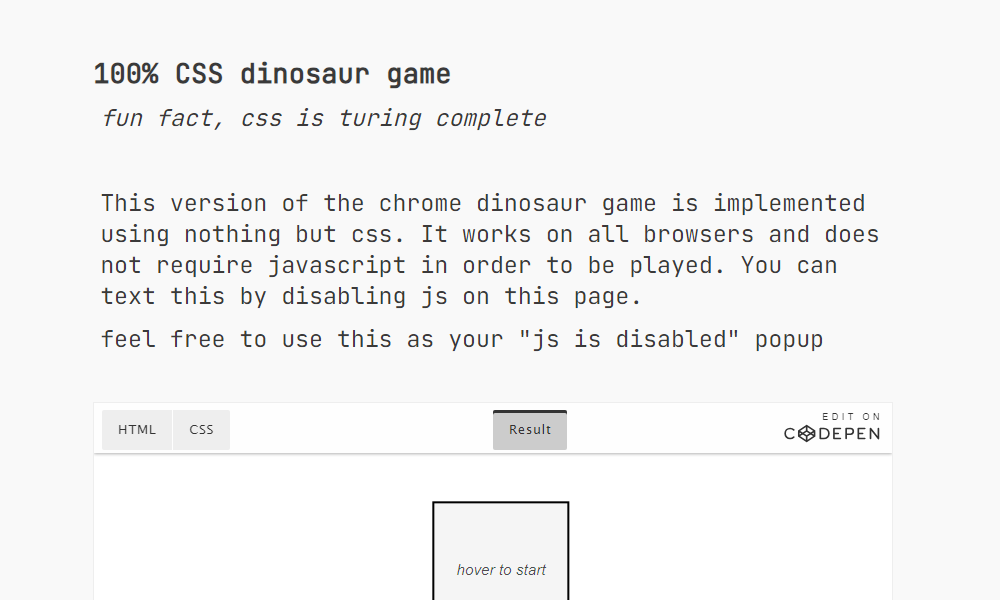 100% CSS dinosaur game
fun fact, css is turing complete
This version of the chrome dinosaur game is implemented
using nothing but css. It works on all browsers and does
not require javascript in order to be played. You can
text this by disabling js on this page.
feel free to use this as your "js is disabled" popup
HTML CSS Result EDIT ON
CODEPEN
hover to start